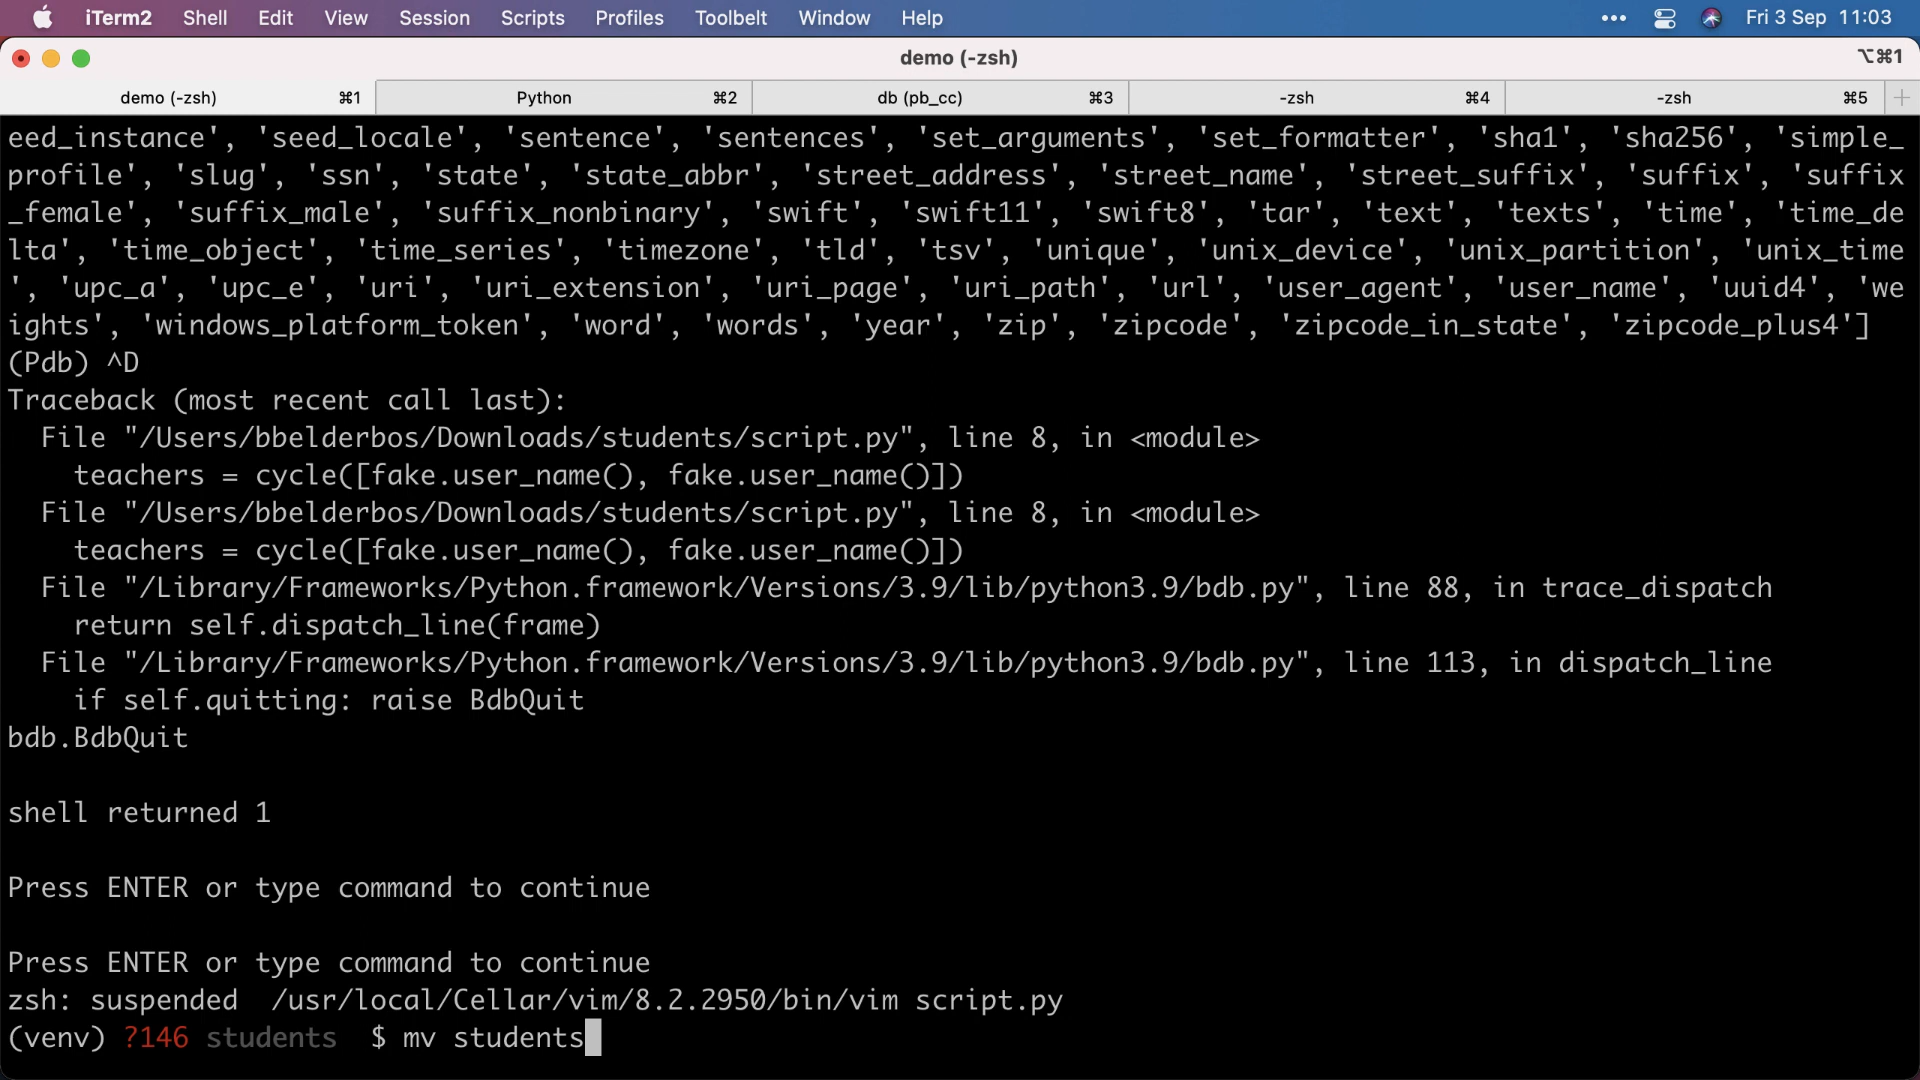 iTerm2 Shell Edit View Session Scripts Profiles Toolbelt Window Help ••• Fri 3 Sep 11:03
demo (-zsh) ⌥⌘1
demo (-zsh) ⌘1 Python ⌘2 db (pb_cc) ⌘3 -zsh ⌘4 -zsh ⌘5 +
eed_instance', 'seed_locale', 'sentence', 'sentences', 'set_arguments', 'set_formatter', 'sha1', 'sha256', 'simple_
profile', 'slug', 'ssn', 'state', 'state_abbr', 'street_address', 'street_name', 'street_suffix', 'suffix', 'suffix
_female', 'suffix_male', 'suffix_nonbinary', 'swift', 'swift11', 'swift8', 'tar', 'text', 'texts', 'time', 'time_de
lta', 'time_object', 'time_series', 'timezone', 'tld', 'tsv', 'unique', 'unix_device', 'unix_partition', 'unix_time
', 'upc_a', 'upc_e', 'uri', 'uri_extension', 'uri_page', 'uri_path', 'url', 'user_agent', 'user_name', 'uuid4', 'we
ights', 'windows_platform_token', 'word', 'words', 'year', 'zip', 'zipcode', 'zipcode_in_state', 'zipcode_plus4']
(Pdb) ^D
Traceback (most recent call last):
  File "/Users/bbelderbos/Downloads/students/script.py", line 8, in <module>
    teachers = cycle([fake.user_name(), fake.user_name()])
  File "/Users/bbelderbos/Downloads/students/script.py", line 8, in <module>
    teachers = cycle([fake.user_name(), fake.user_name()])
  File "/Library/Frameworks/Python.framework/Versions/3.9/lib/python3.9/bdb.py", line 88, in trace_dispatch
    return self.dispatch_line(frame)
  File "/Library/Frameworks/Python.framework/Versions/3.9/lib/python3.9/bdb.py", line 113, in dispatch_line
    if self.quitting: raise BdbQuit
bdb.BdbQuit
shell returned 1
Press ENTER or type command to continue
Press ENTER or type command to continue
zsh: suspended  /usr/local/Cellar/vim/8.2.2950/bin/vim script.py
(venv) ?146 students  $ mv students